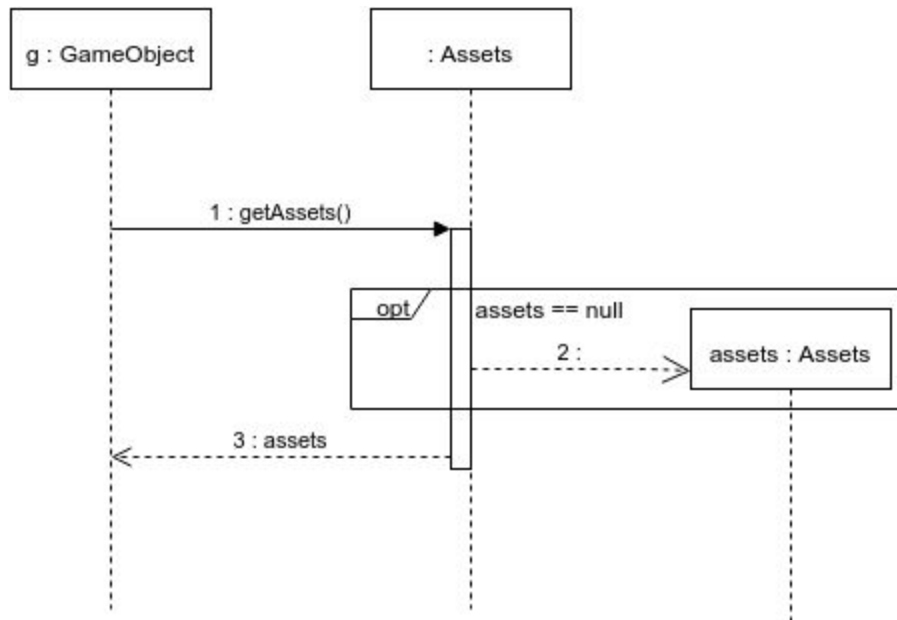 g : GameObject
: Assets
1 : getAssets()
opt
assets == null
2 :
assets : Assets
3 : assets